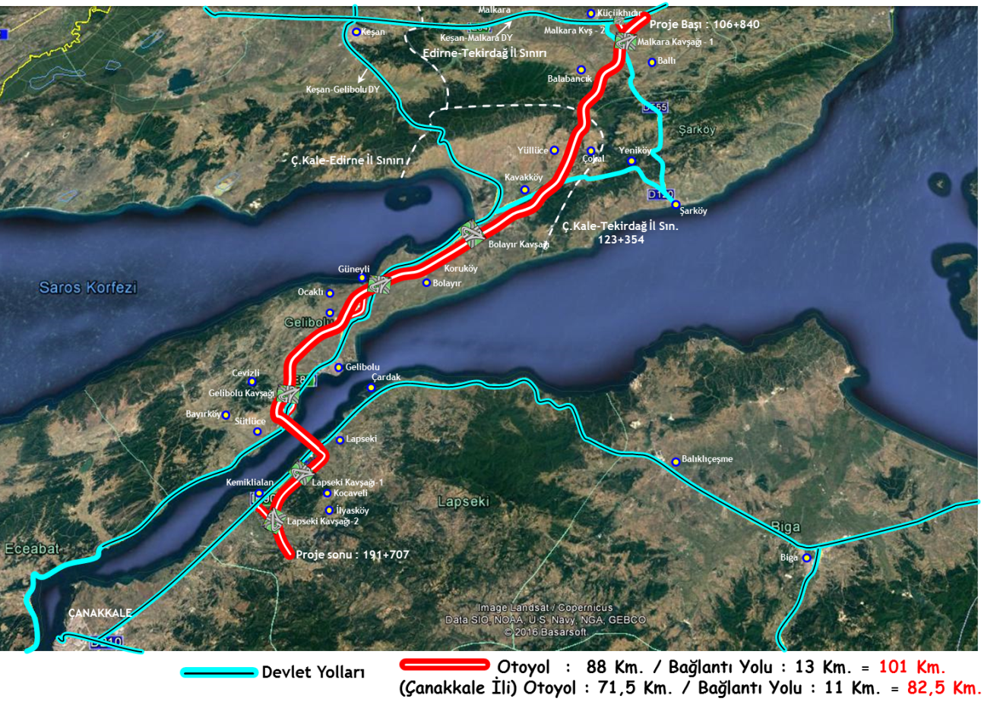 Malkara
Küçükhıdır
Proje Başı : 106+840
Keşan
Malkara Kvş - 2
Keşan-Malkara DY
Malkara Kavşağı - 1
Edirne-Tekirdağ İl Sınırı
Ballı
Balabancık
Keşan-Gelibolu DY
Şarköy
Yüllüce
Çokal
Yeniköy
Ç.Kale-Edirne İl Sınırı
Kavakköy
Şarköy
Ç.Kale-Tekirdağ İl Sın.
123+354
Bolayır Kavşağı
Koruköy
Güneyli
Bolayır
Saros Korfezi
Ocaklı
Gelibolu
Gelibolu
Çardak
Cevizli
Gelibolu Kavşağı
Bayırköy
Sütlüce
Lapseki
Balıklıçeşme
Kemiklialan
Lapseki Kavşağı-1
Kocaveli
Lapseki
İlyasköy
Lapseki Kavşağı-2
Biga
Eceabat
Proje sonu : 191+707
Biga
ÇANAKKALE
Image Landsat / Copernicus
Data SIO, NOAA, U.S. Navy, NGA, GEBCO
© 2016 Basarsoft
D210
Devlet Yolları
Otoyol : 88 Km. / Bağlantı Yolu : 13 Km. = 101 Km.
(Çanakkale İli) Otoyol : 71,5 Km. / Bağlantı Yolu : 11 Km. = 82,5 Km.